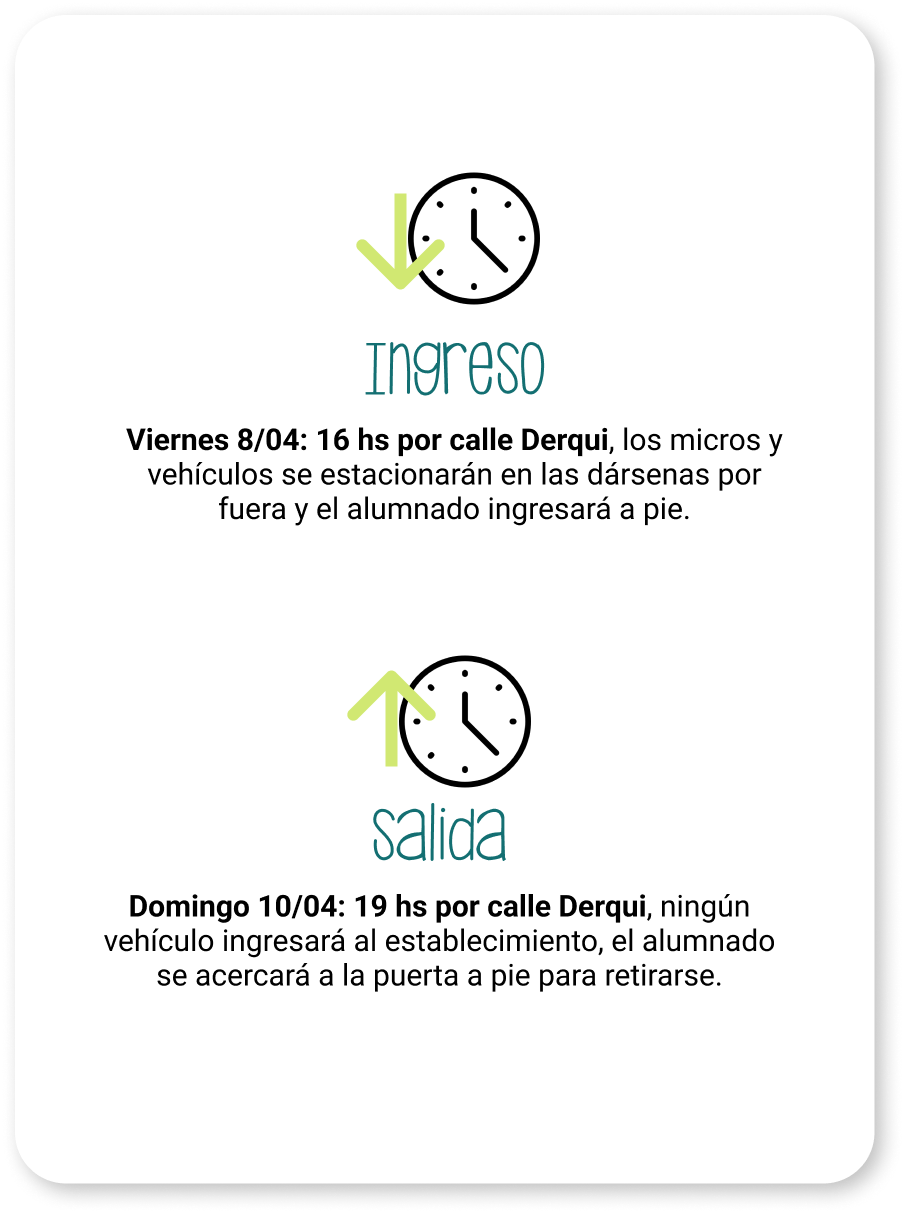 Ingreso
Viernes 8/04: 16 hs por calle Derqui, los micros y
vehículos se estacionarán en las dársenas por
fuera y el alumnado ingresará a pie.
Salida
Domingo 10/04: 19 hs por calle Derqui, ningún
vehículo ingresará al establecimiento, el alumnado
se acercará a la puerta a pie para retirarse.